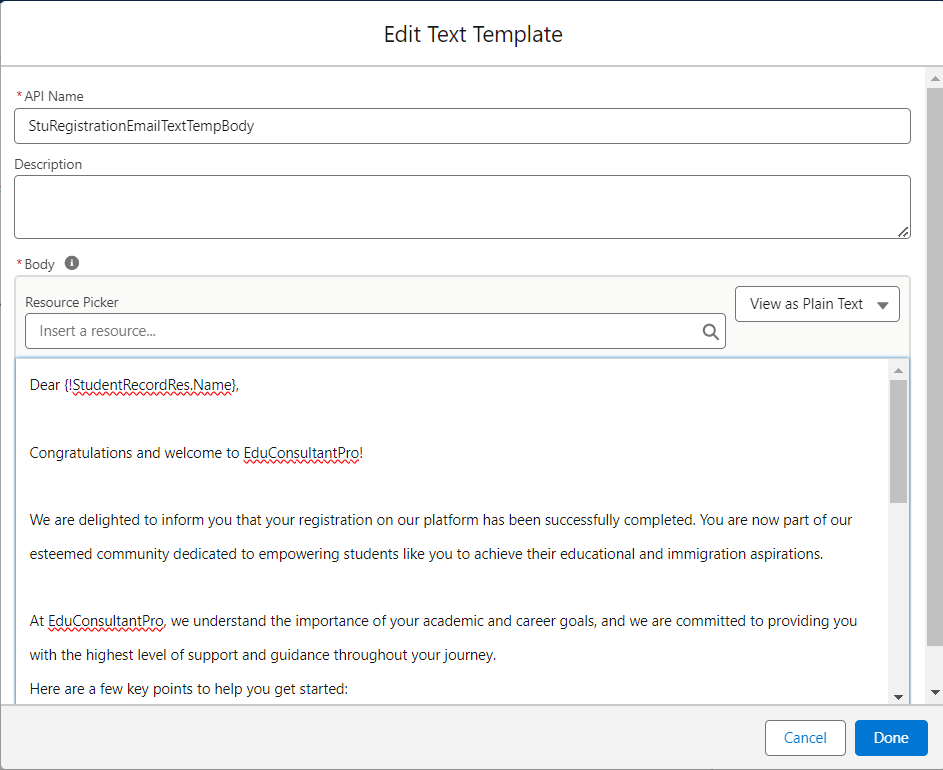 Edit Text Template
* API Name
StuRegistrationEmailTextTempBody
Description
* Body
Resource Picker
View as Plain Text
Insert a resource...
Dear {!StudentRecordRes.Name},
Congratulations and welcome to EduConsultantPro!
We are delighted to inform you that your registration on our platform has been successfully completed. You are now part of our
esteemed community dedicated to empowering students like you to achieve their educational and immigration aspirations.
At EduConsultantPro, we understand the importance of your academic and career goals, and we are committed to providing you
with the highest level of support and guidance throughout your journey.
Here are a few key points to help you get started:
Cancel
Done